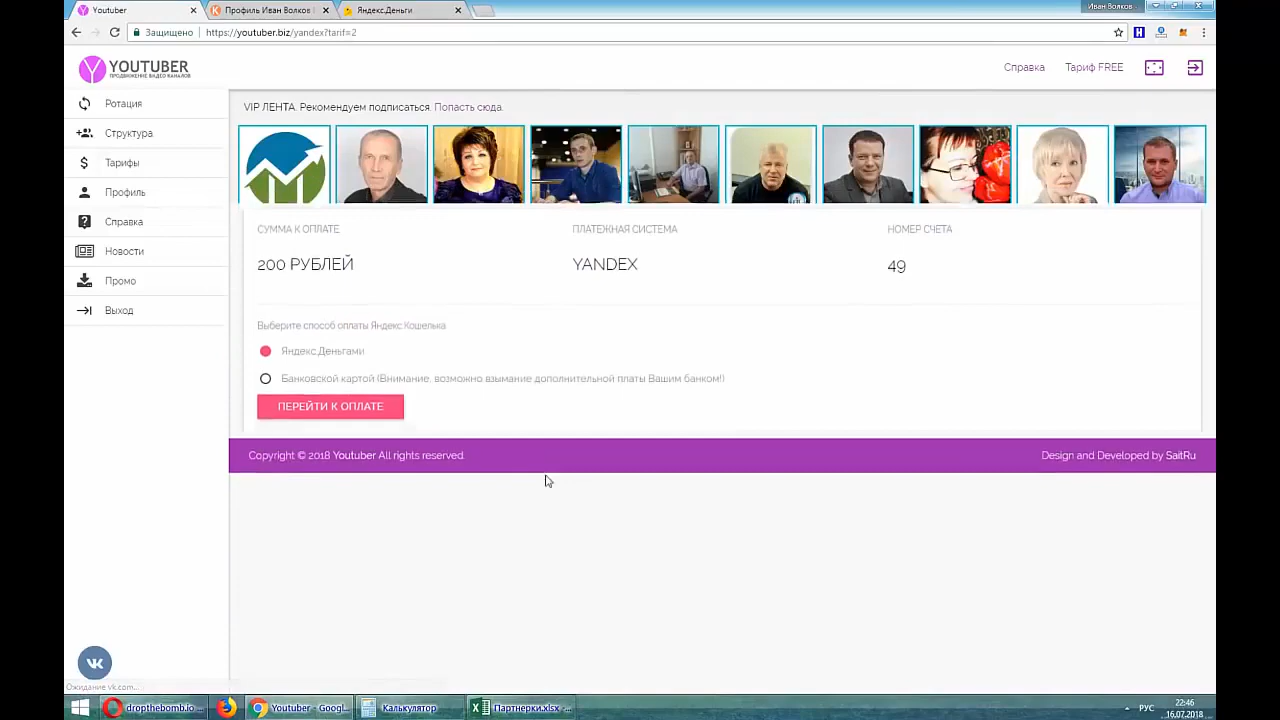 Youtuber
Профиль Иван Волков
Яндекс.Деньги
Иван Волков
Защищено
https://youtuber.biz/yandex?tarif=2
YOUTUBER
ПРОДВИЖЕНИЕ ВИДЕО КАНАЛОВ
Справка
Тариф FREE
Ротация
Структура
Тарифы
Профиль
Справка
Новости
Промо
Выход
VIP ЛЕНТА. Рекомендуем подписаться. Попасть сюда.
СУММА К ОПЛАТЕ
ПЛАТЕЖНАЯ СИСТЕМА
НОМЕР СЧЕТА
200 РУБЛЕЙ
YANDEX
49
Выберите способ оплаты Яндекс.Кошелька
Яндекс.Деньгами
Банковской картой (Внимание, возможно взымание дополнительной платы Вашим банком!)
ПЕРЕЙТИ К ОПЛАТЕ
Copyright © 2018 Youtuber All rights reserved.
Design and Developed by SaitRu
Ожидание vk.com...
dropthebomb.io...
Youtuber - Googl...
Калькулятор
Партнерки.xlsx -...
РУС
22:46
16.07.2018